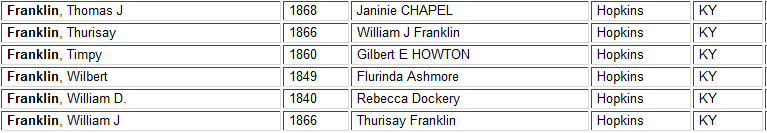 Franklin, Thomas J 1868 Janinie CHAPEL Hopkins KY
Franklin, Thurisay 1866 William J Franklin Hopkins KY
Franklin, Timpy 1860 Gilbert E HOWTON Hopkins KY
Franklin, Wilbert 1849 Flurinda Ashmore Hopkins KY
Franklin, William D. 1840 Rebecca Dockery Hopkins KY
Franklin, William J 1866 Thurisay Franklin Hopkins KY